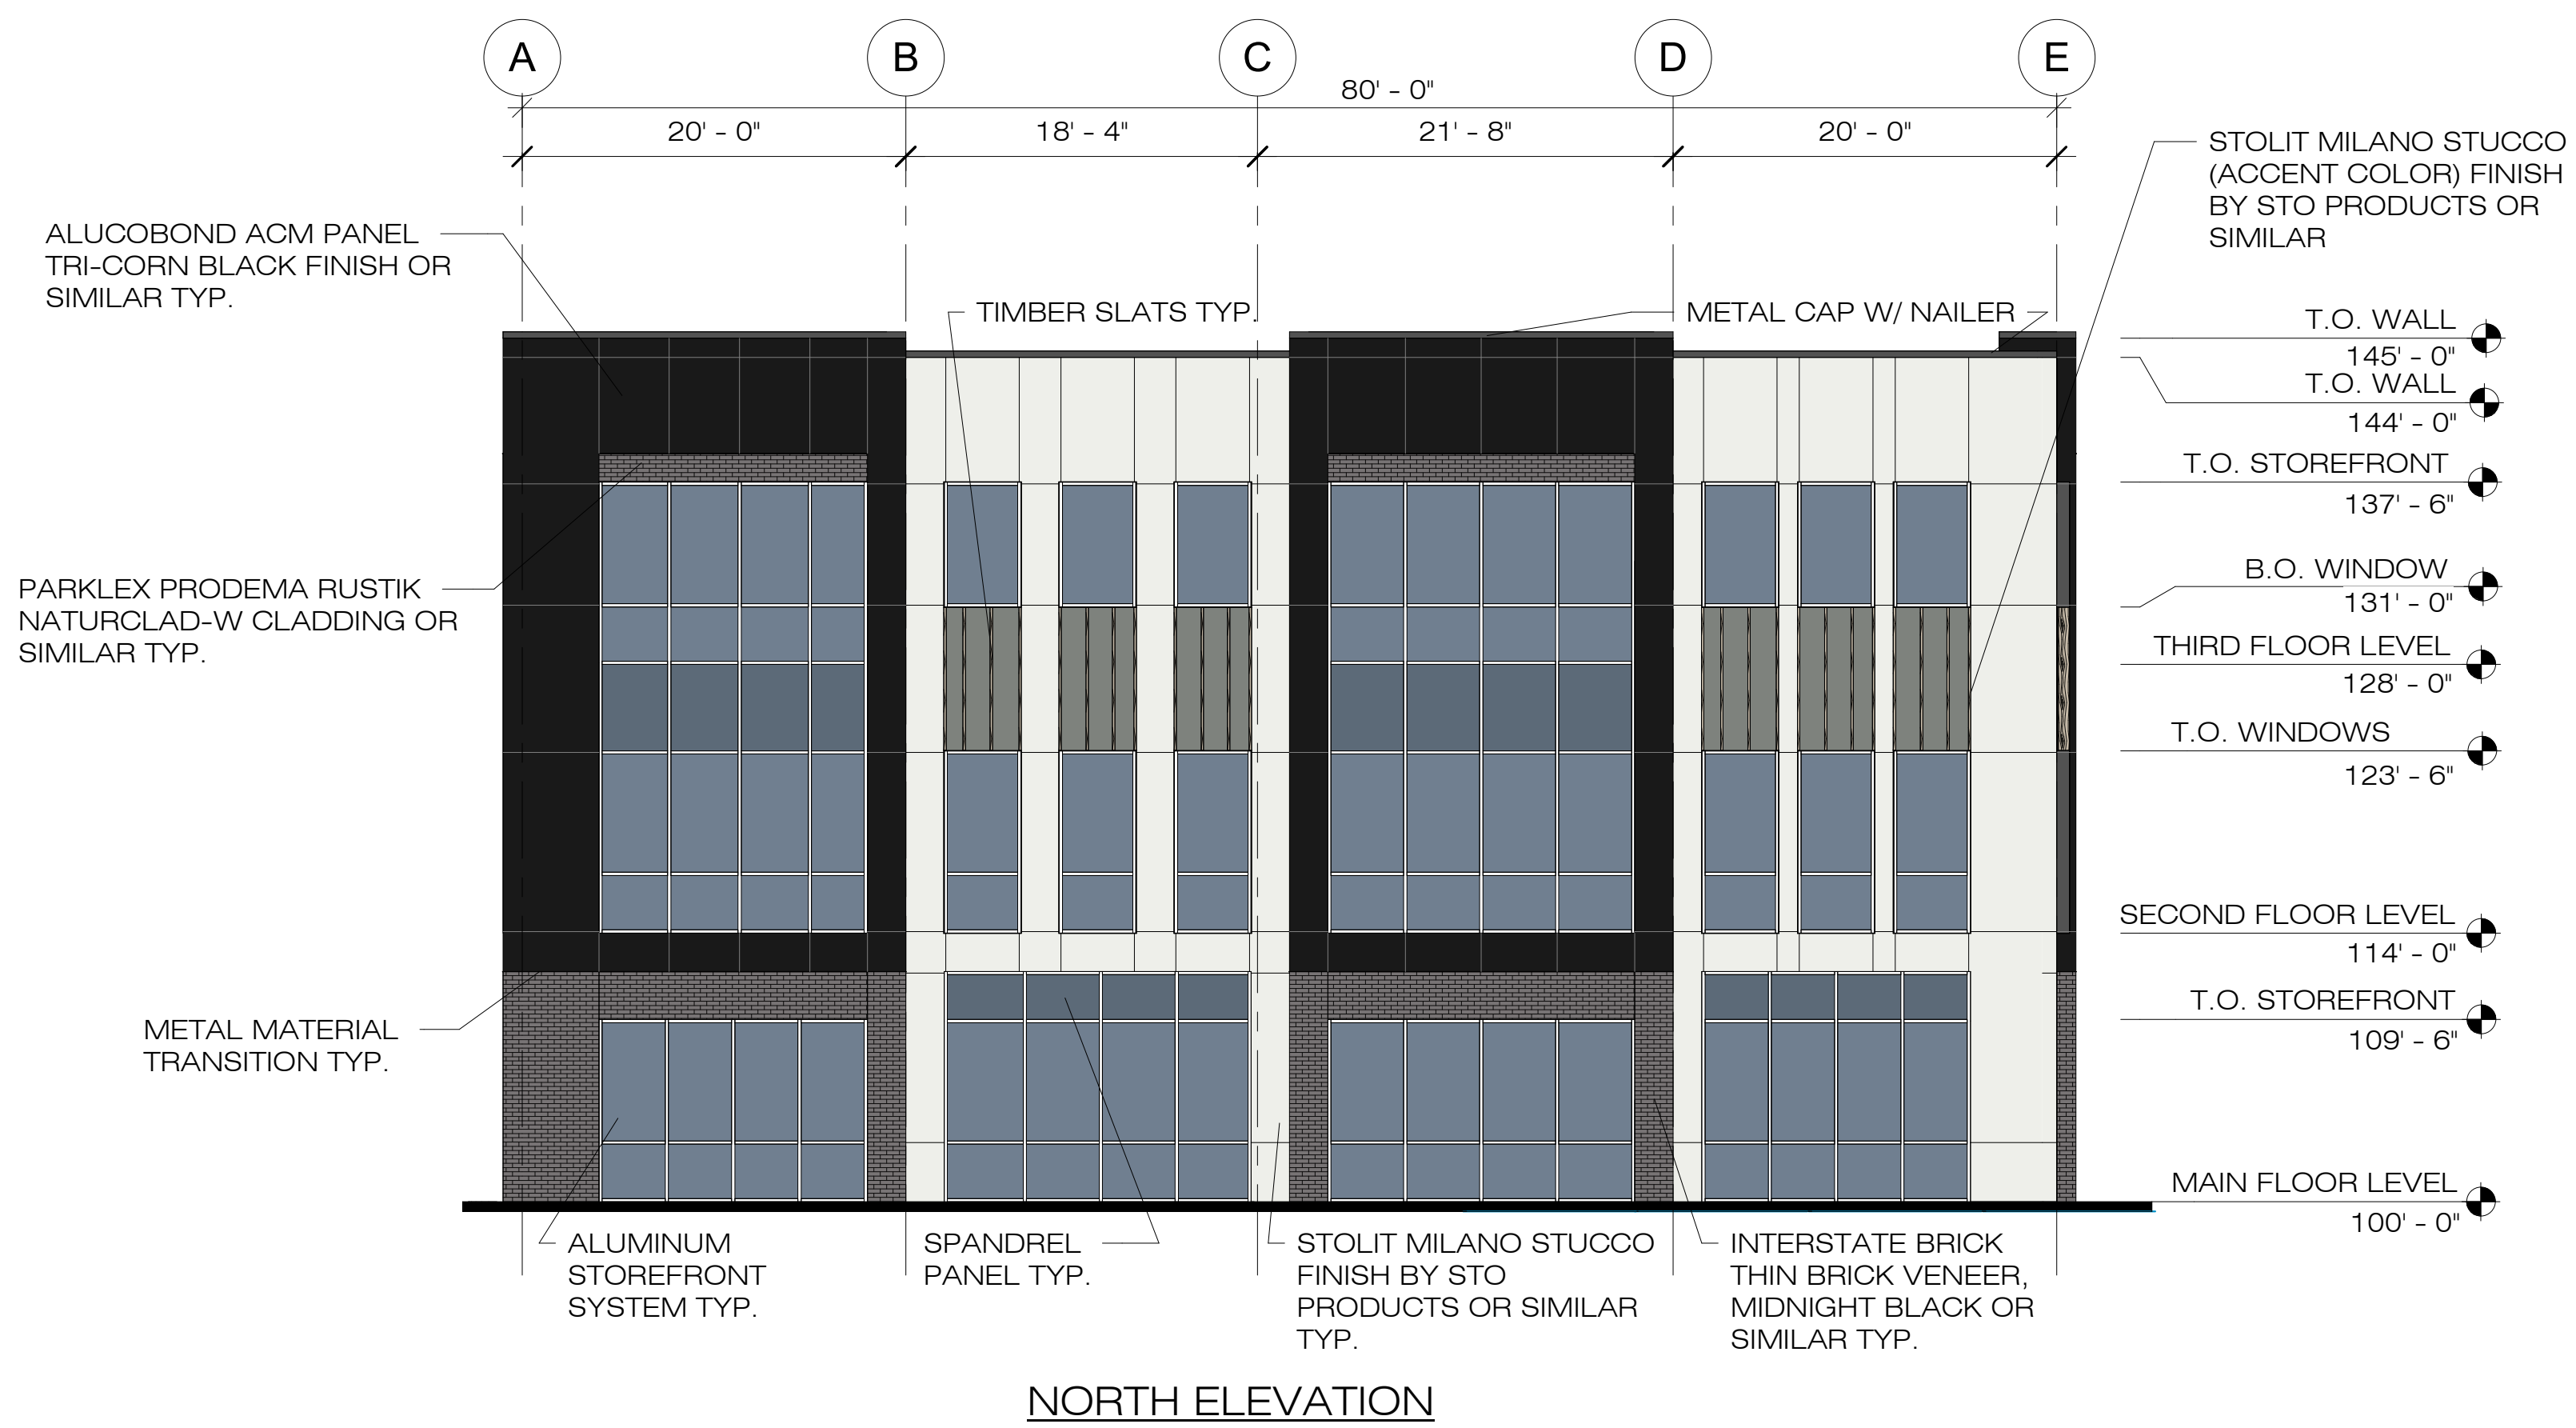 A
B
C
D
E
80' - 0"
20' - 0"
18' - 4"
21' - 8"
20' - 0"
STOLIT MILANO STUCCO
(ACCENT COLOR) FINISH
BY STO PRODUCTS OR
SIMILAR
ALUCOBOND ACM PANEL
TRI-CORN BLACK FINISH OR
SIMILAR TYP.
TIMBER SLATS TYP.
METAL CAP W/ NAILER
T.O. WALL
145' - 0"
T.O. WALL
144' - 0"
T.O. STOREFRONT
137' - 6"
B.O. WINDOW
131' - 0"
PARKLEX PRODEMA RUSTIK
NATURCLAD-W CLADDING OR
SIMILAR TYP.
THIRD FLOOR LEVEL
128' - 0"
T.O. WINDOWS
123' - 6"
SECOND FLOOR LEVEL
114' - 0"
T.O. STOREFRONT
109' - 6"
METAL MATERIAL
TRANSITION TYP.
MAIN FLOOR LEVEL
100' - 0"
ALUMINUM
STOREFRONT
SYSTEM TYP.
SPANDREL
PANEL TYP.
STOLIT MILANO STUCCO
FINISH BY STO
PRODUCTS OR SIMILAR
TYP.
INTERSTATE BRICK
THIN BRICK VENEER,
MIDNIGHT BLACK OR
SIMILAR TYP.
NORTH ELEVATION